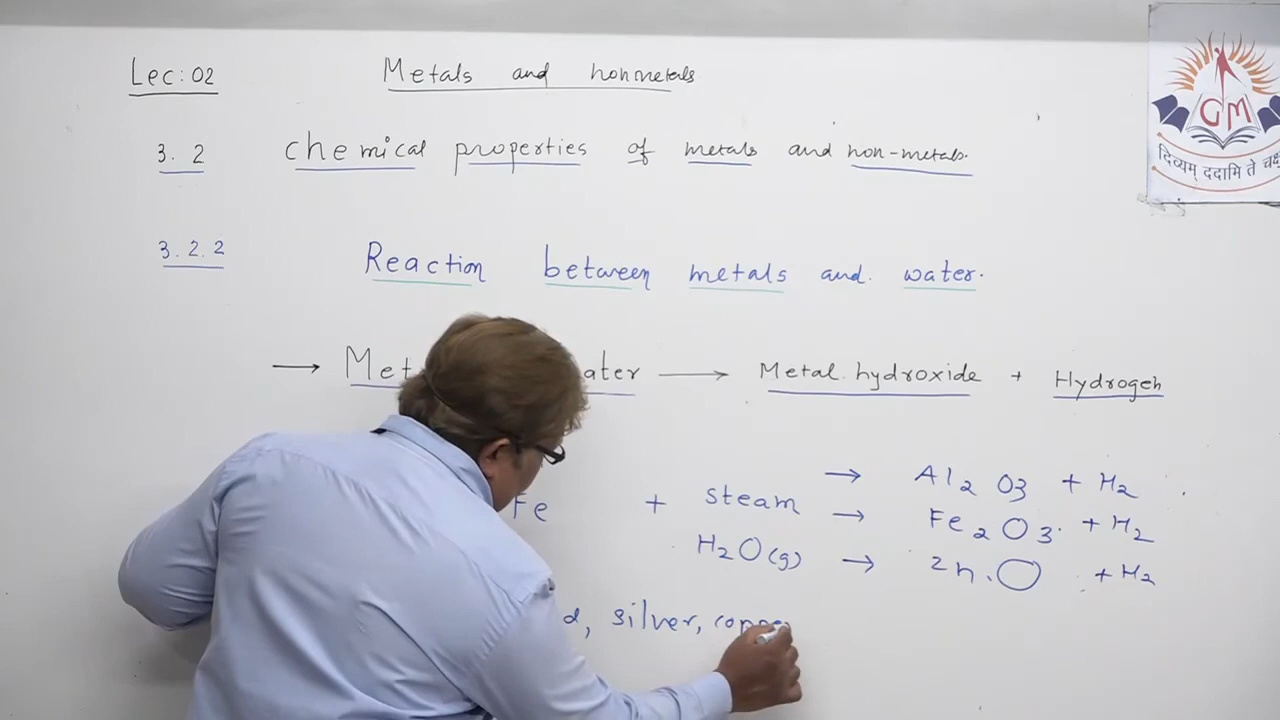 Lec: 02 Metals and nonmetals
GM
दिव्यम् ददामि ते
3. 2 chemical properties of metals and non-metals.
3. 2. 2 Reaction between metals and. water.
→ Met ater → Metal. hydroxide + Hydrogen
→ Al2 O3 + H2
Fe + steam → Fe2O3. + H2
H2O(g) → Zn.O + H2
d, silver, coppe